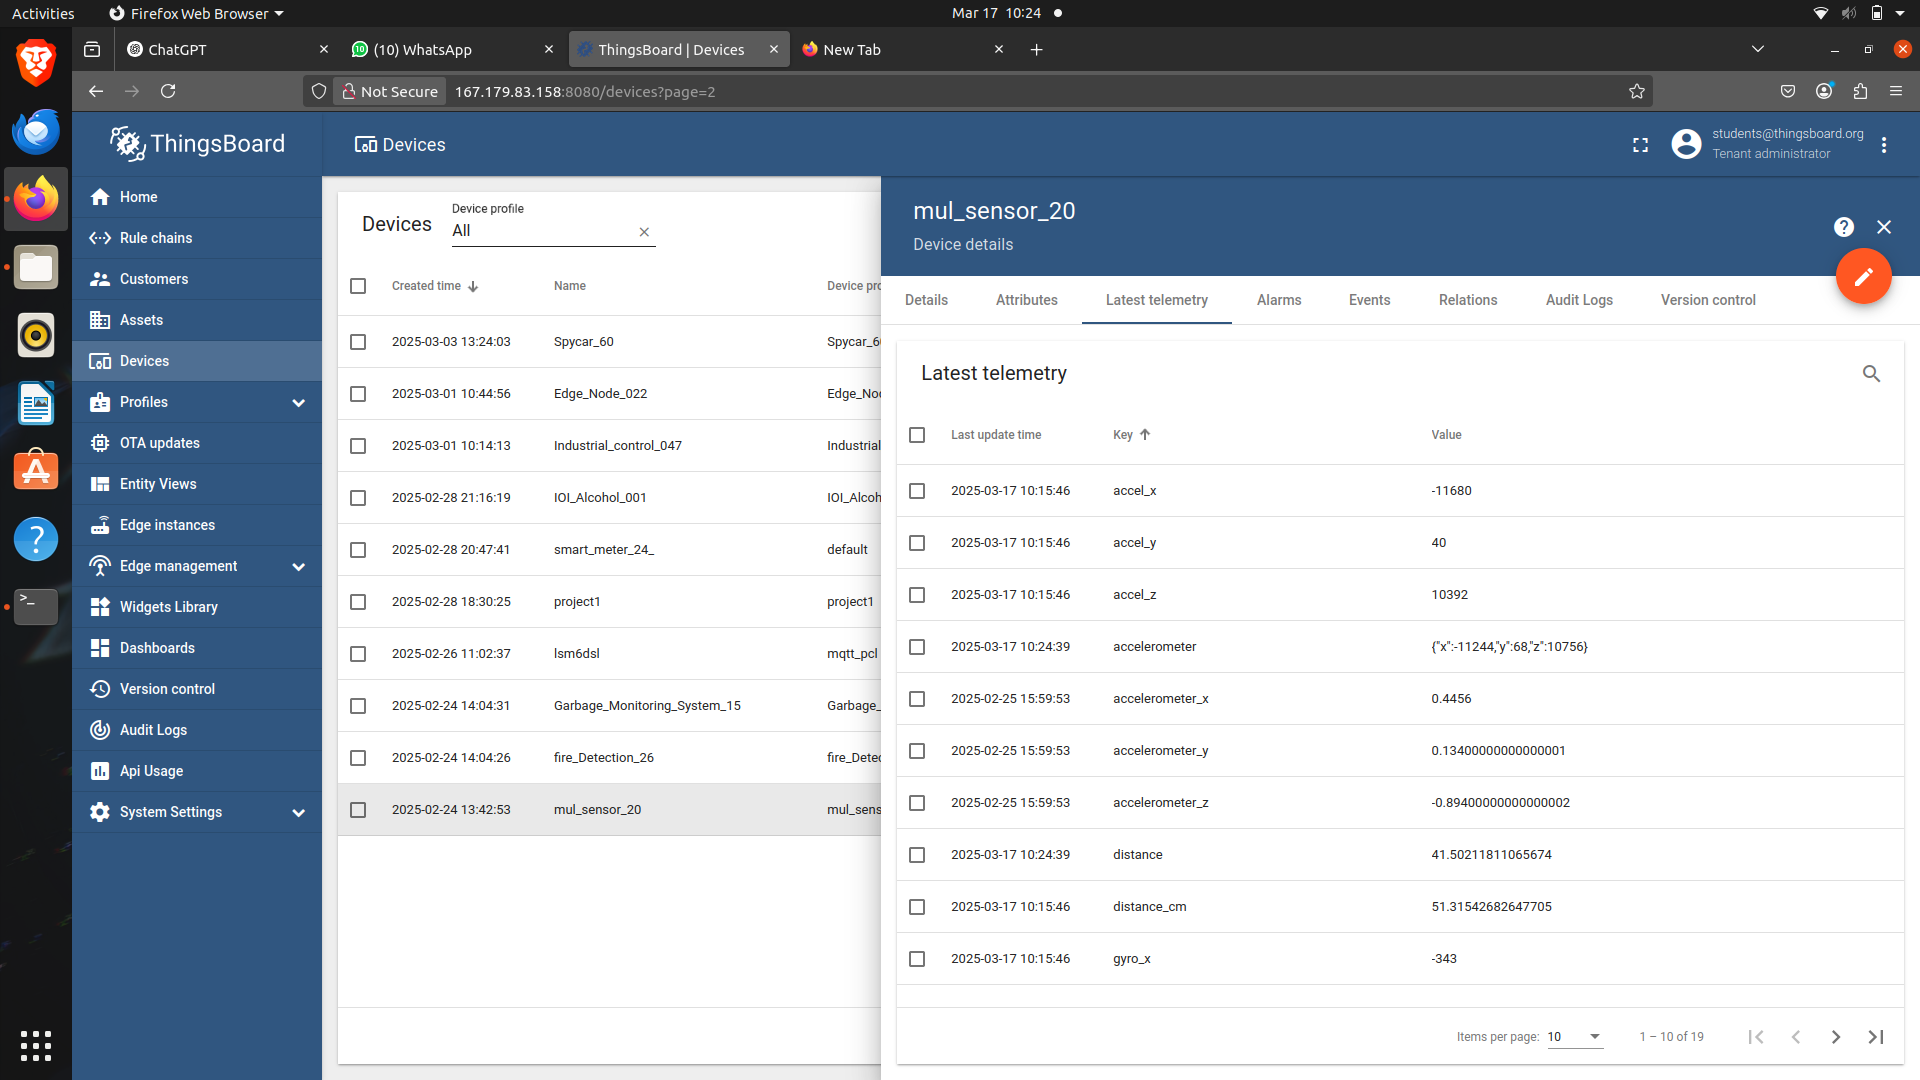 Activities
Firefox Web Browser
Mar 17 10:24
ChatGPT
(10) WhatsApp
ThingsBoard | Devices
New Tab
Not Secure
167.179.83.158:8080/devices?page=2
ThingsBoard
Devices
students@thingsboard.org
Tenant administrator
Home
Rule chains
Customers
Assets
Devices
Profiles
OTA updates
Entity Views
Edge instances
Edge management
Widgets Library
Dashboards
Version control
Audit Logs
Api Usage
System Settings
Devices
Device profile
All
Created time Name Device pro
2025-03-03 13:24:03 Spycar_60 Spycar_60
2025-03-01 10:44:56 Edge_Node_022 Edge_Noc
2025-03-01 10:14:13 Industrial_control_047 Industrial
2025-02-28 21:16:19 IOI_Alcohol_001 IOI_Alcoh
2025-02-28 20:47:41 smart_meter_24_ default
2025-02-28 18:30:25 project1 project1
2025-02-26 11:02:37 lsm6dsl mqtt_pcl
2025-02-24 14:04:31 Garbage_Monitoring_System_15 Garbage_
2025-02-24 14:04:26 fire_Detection_26 fire_Detec
2025-02-24 13:42:53 mul_sensor_20 mul_sens
mul_sensor_20
Device details
Details Attributes Latest telemetry Alarms Events Relations Audit Logs Version control
Latest telemetry
Last update time Key Value
2025-03-17 10:15:46 accel_x -11680
2025-03-17 10:15:46 accel_y 40
2025-03-17 10:15:46 accel_z 10392
2025-03-17 10:24:39 accelerometer {"x":-11244,"y":68,"z":10756}
2025-02-25 15:59:53 accelerometer_x 0.4456
2025-02-25 15:59:53 accelerometer_y 0.13400000000000001
2025-02-25 15:59:53 accelerometer_z -0.89400000000000002
2025-03-17 10:24:39 distance 41.50211811065674
2025-03-17 10:15:46 distance_cm 51.31542682647705
2025-03-17 10:15:46 gyro_x -343
Items per page: 10 1 – 10 of 19